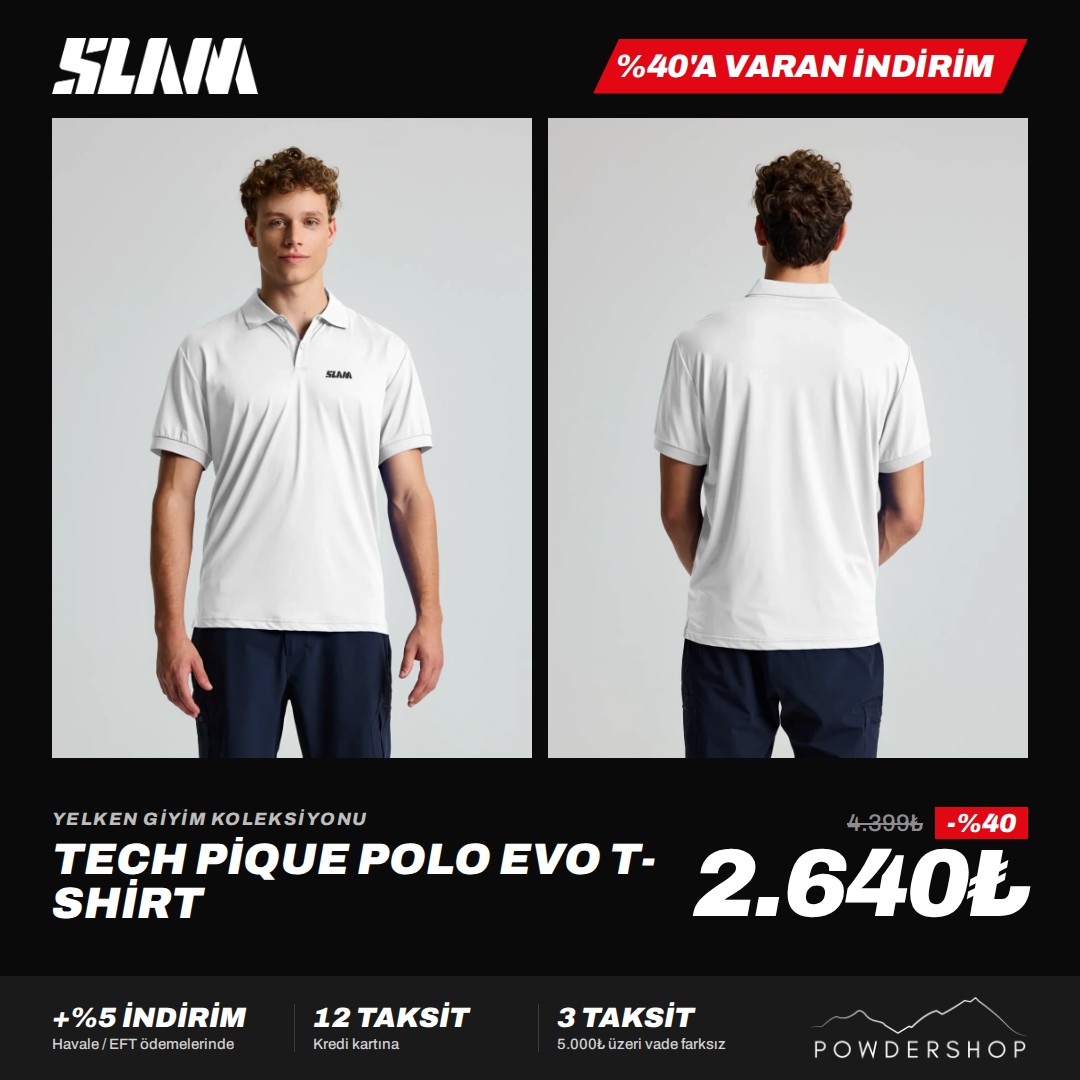 SLAM
%40'A VARAN İNDİRİM
SLAM
YELKEN GİYİM KOLEKSİYONU
TECH PİQUE POLO EVO T-
SHİRT
4.399₺
-%40
2.640₺
+%5 İNDİRİM
Havale / EFT ödemelerinde
12 TAKSİT
Kredi kartına
3 TAKSİT
5.000₺ üzeri vade farksız
POWDERSHOP